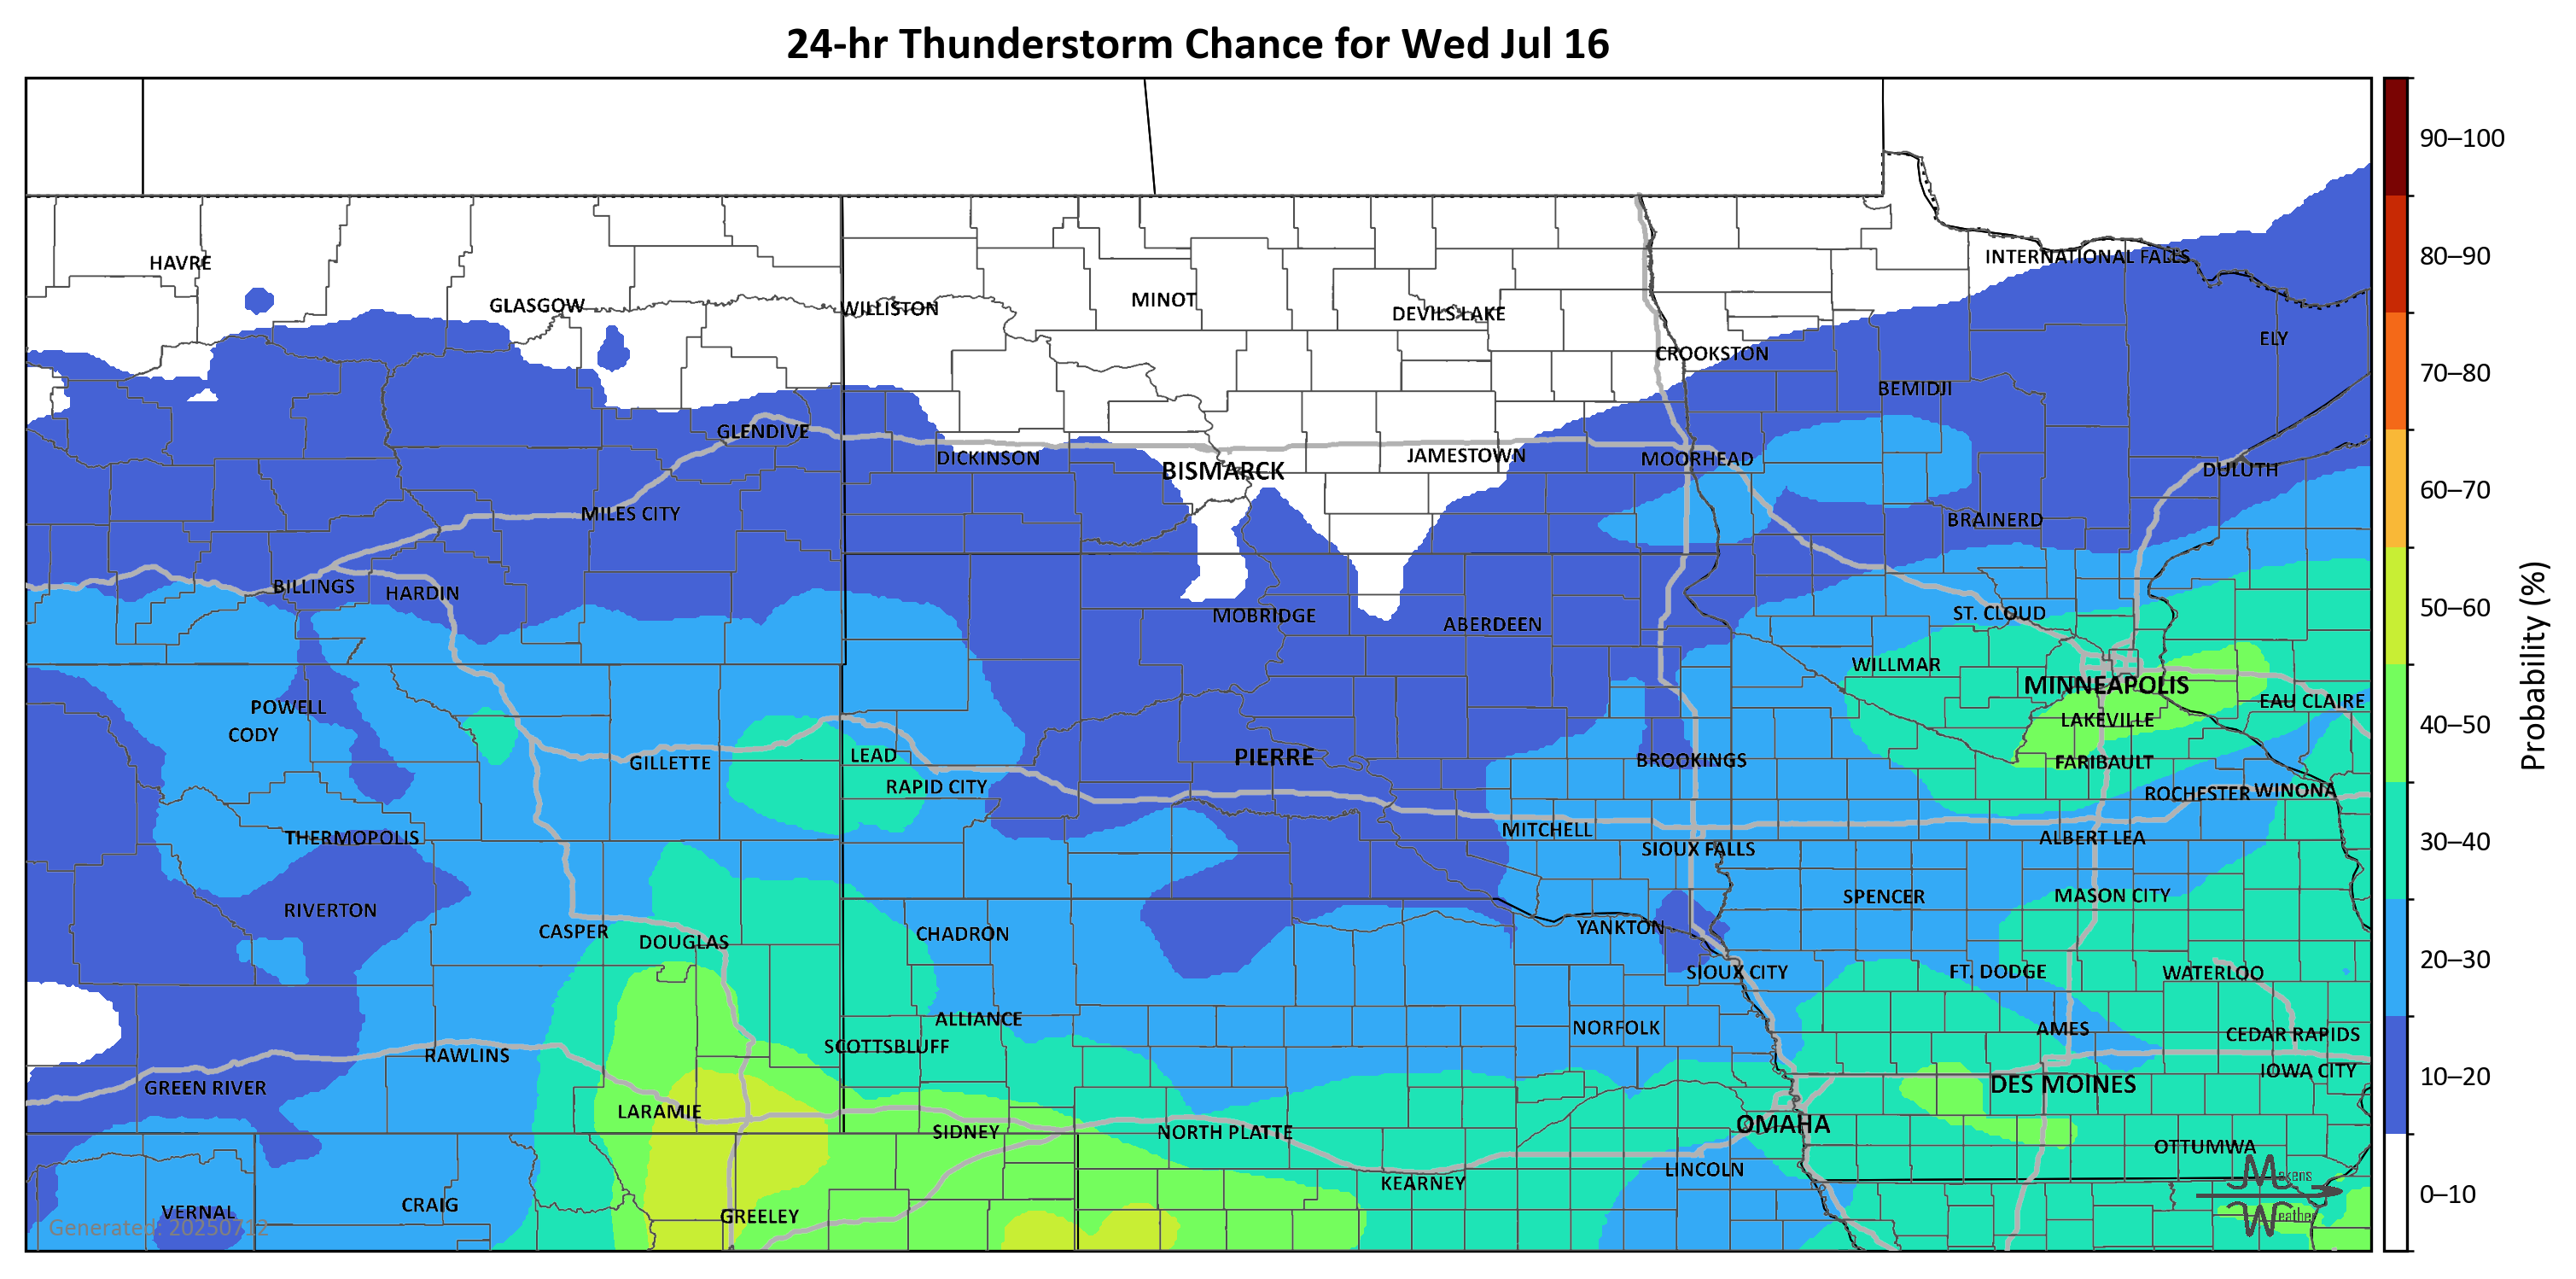 24-hr Thunderstorm Chance for Wed Jul 16
90–100
80–90
70–80
60–70
50–60
40–50
30–40
20–30
10–20
0–10
Probability (%)
INTERNATIONAL FALLS
HAVRE
GLASGOW
WILLISTON
MINOT
DEVILS LAKE
ELY
CROOKSTON
BEMIDJI
GLENDIVE
DICKINSON
BISMARCK
JAMESTOWN
MOORHEAD
DULUTH
MILES CITY
BRAINERD
BILLINGS
HARDIN
MOBRIDGE
ABERDEEN
ST. CLOUD
WILLMAR
MINNEAPOLIS
EAU CLAIRE
POWELL
LAKEVILLE
CODY
GILLETTE
LEAD
PIERRE
BROOKINGS
FARIBAULT
RAPID CITY
ROCHESTER
WINONA
THERMOPOLIS
MITCHELL
ALBERT LEA
SIOUX FALLS
RIVERTON
SPENCER
MASON CITY
CASPER
DOUGLAS
CHADRON
YANKTON
SIOUX CITY
FT. DODGE
WATERLOO
ALLIANCE
NORFOLK
AMES
CEDAR RAPIDS
RAWLINS
SCOTTSBLUFF
GREEN RIVER
DES MOINES
IOWA CITY
LARAMIE
SIDNEY
NORTH PLATTE
OMAHA
OTTUMWA
LINCOLN
KEARNEY
VERNAL
CRAIG
GREELEY
Generated: 20250712
Makens
Weather